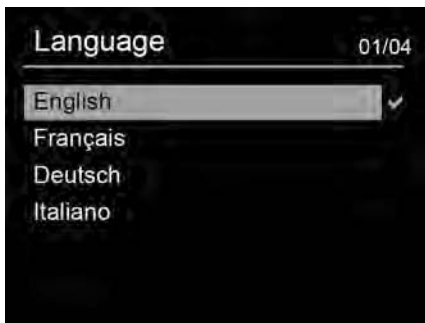 Language 01/04
English
Français
Deutsch
Italiano